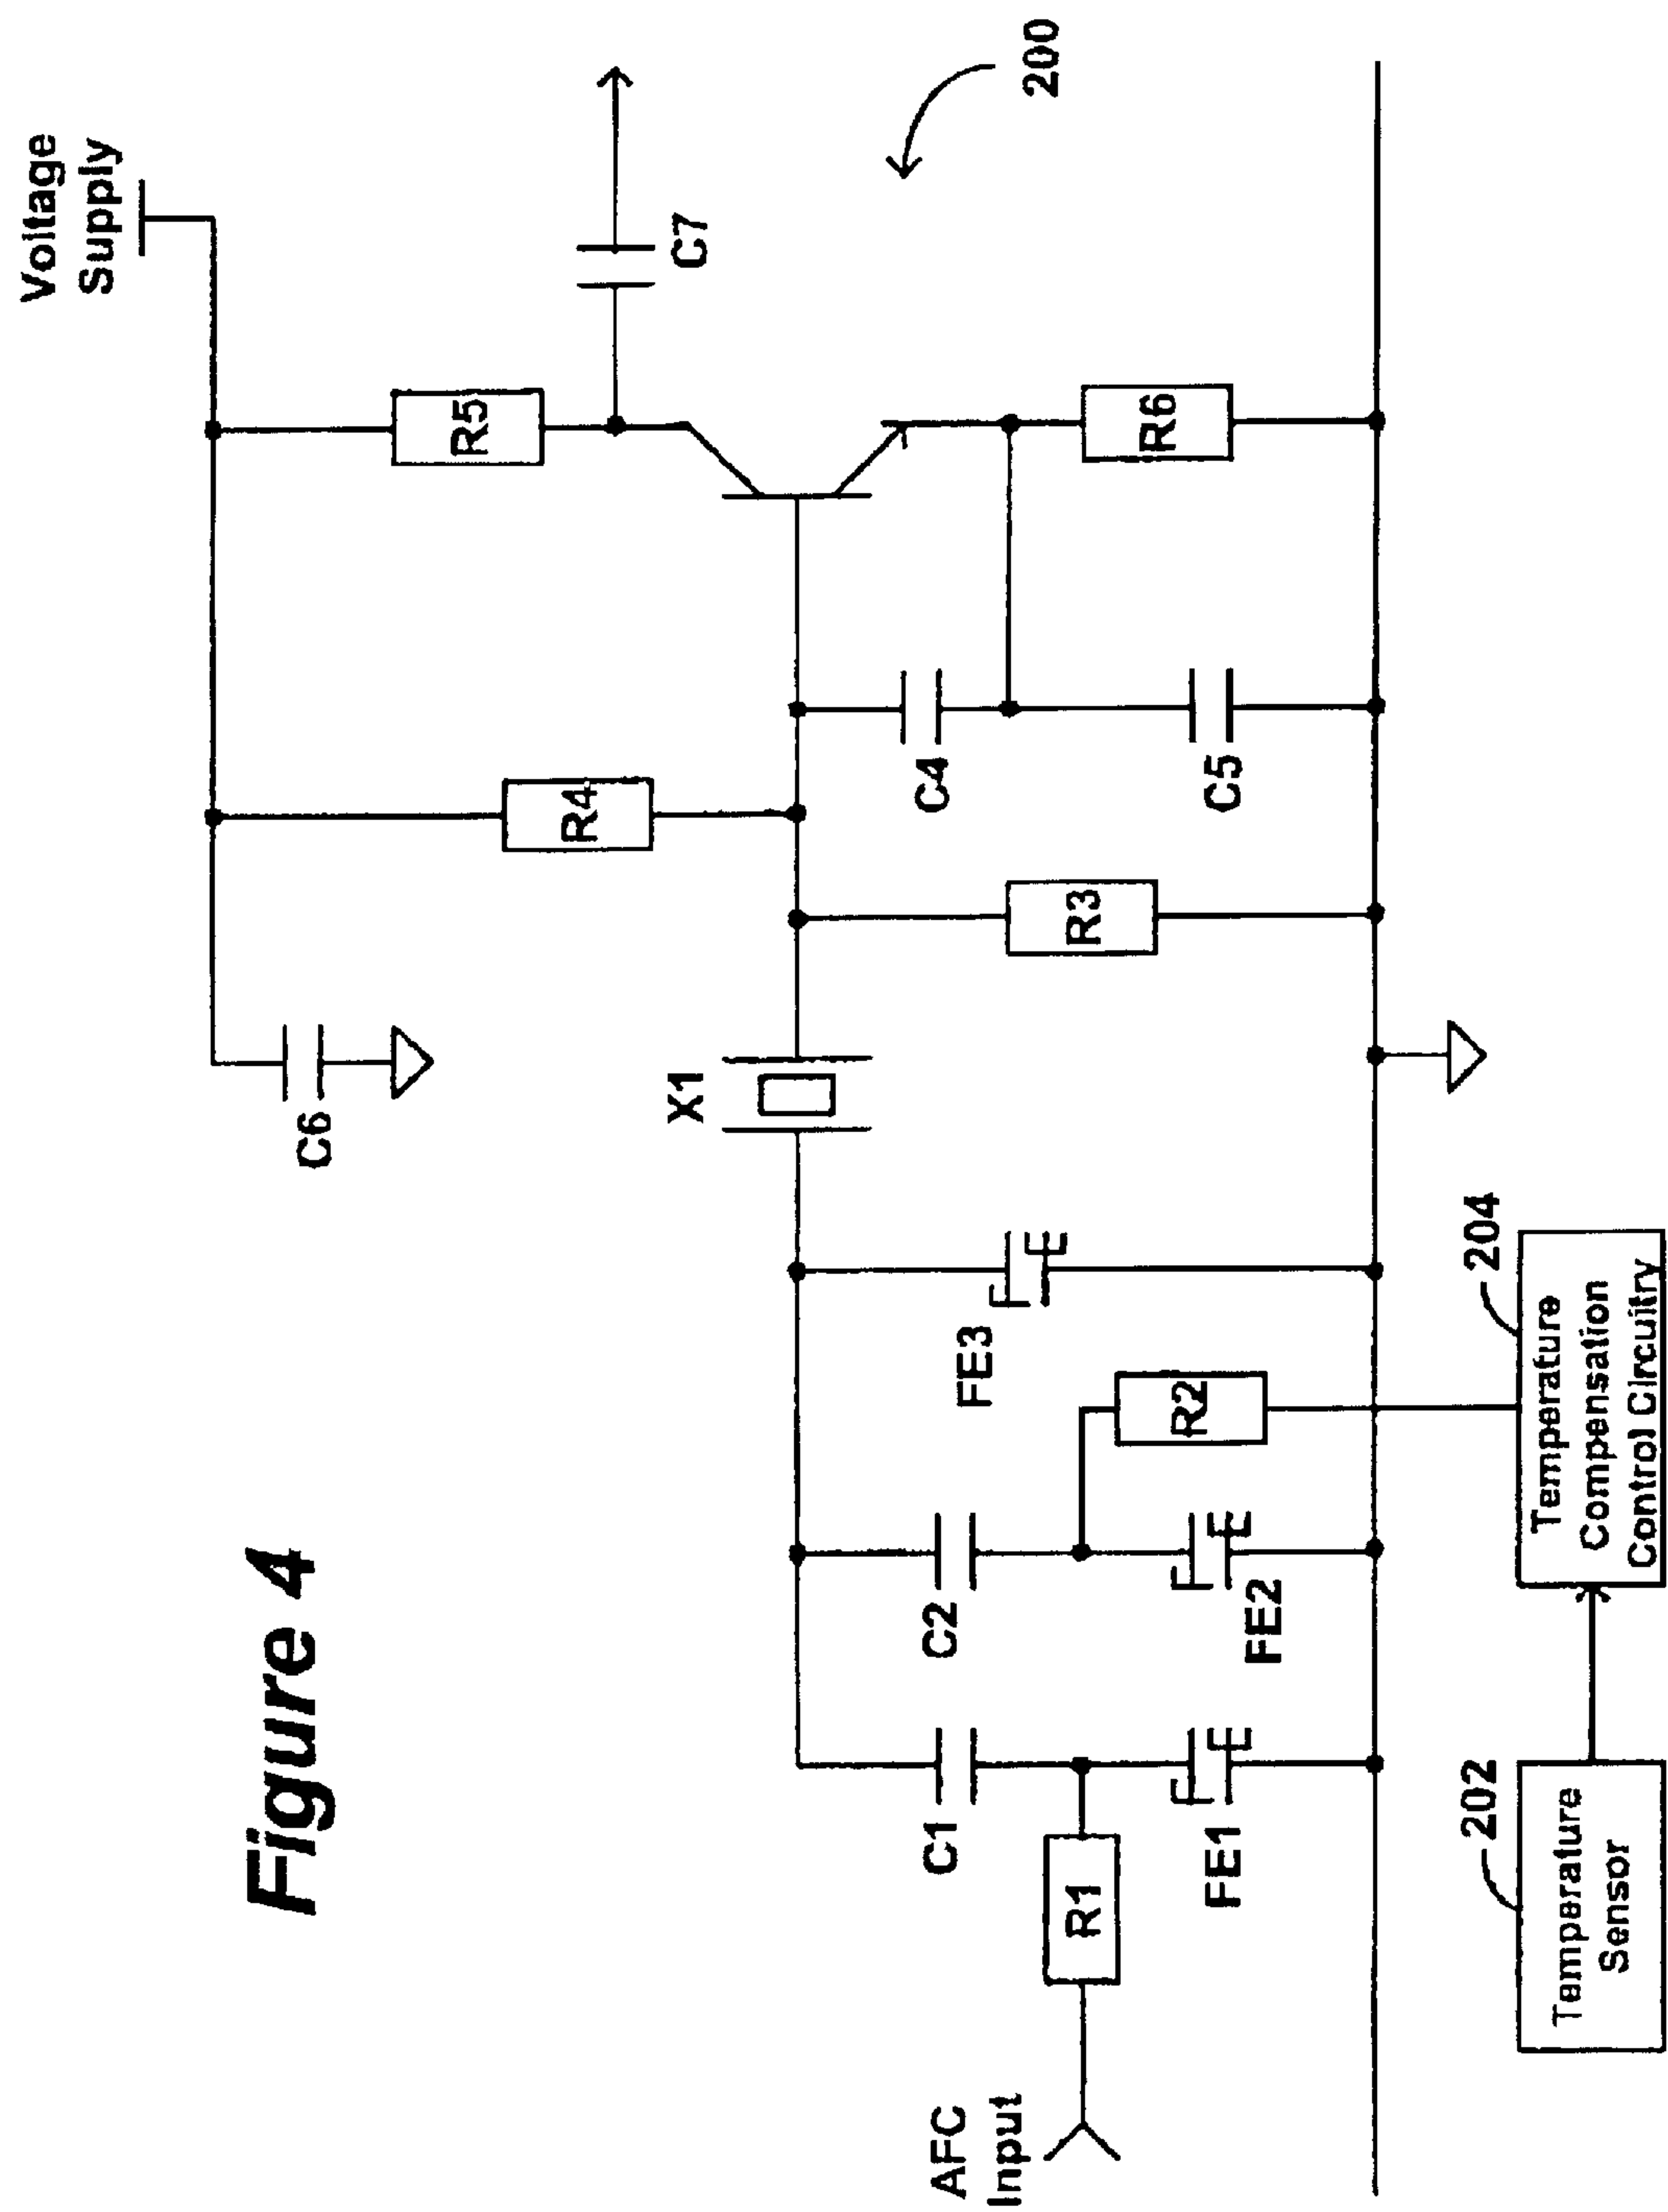 Figure 4
Voltage
Supply
C6
R4
R5
C7
200
X1
C4
C5
R3
R6
AFC
Input
R1
C1
FE1
C2
FE2
R2
FE3
202
Temperature
Sensor
204
Temperature
Compensation
Control Circuitry